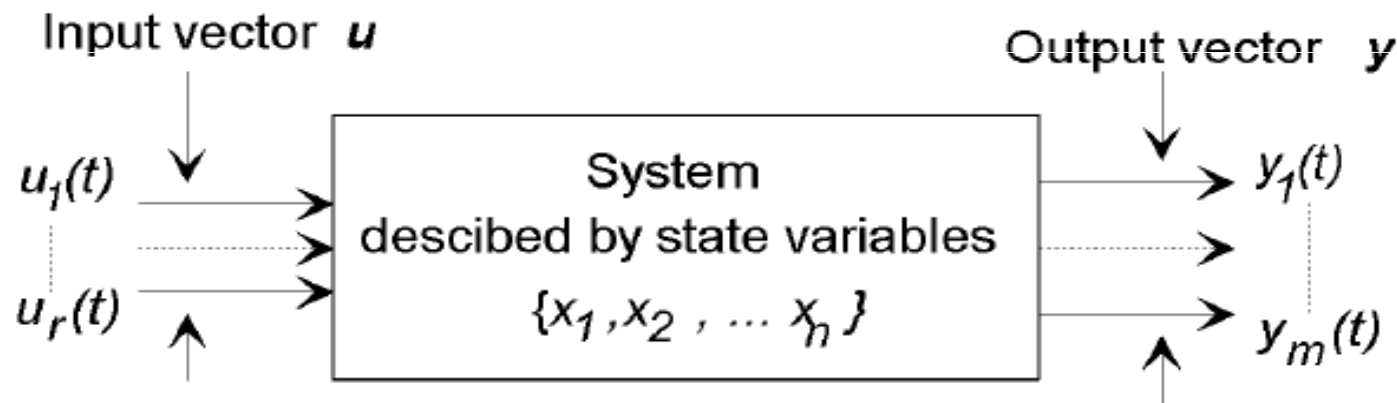 Input vector u
Output vector y
u₁(t)
uᵣ(t)
System
descibed by state variables
{x₁ , x₂ , ... xₙ }
y₁(t)
yₘ(t)